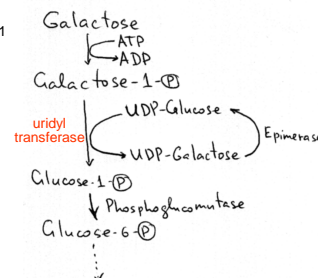 1
Galactose
ATP
ADP
Galactose-1-P
UDP-Glucose
uridyl
transferase
Epimerase
UDP-Galactose
Glucose-1-P
Phosphoglucomutase
Glucose-6-P